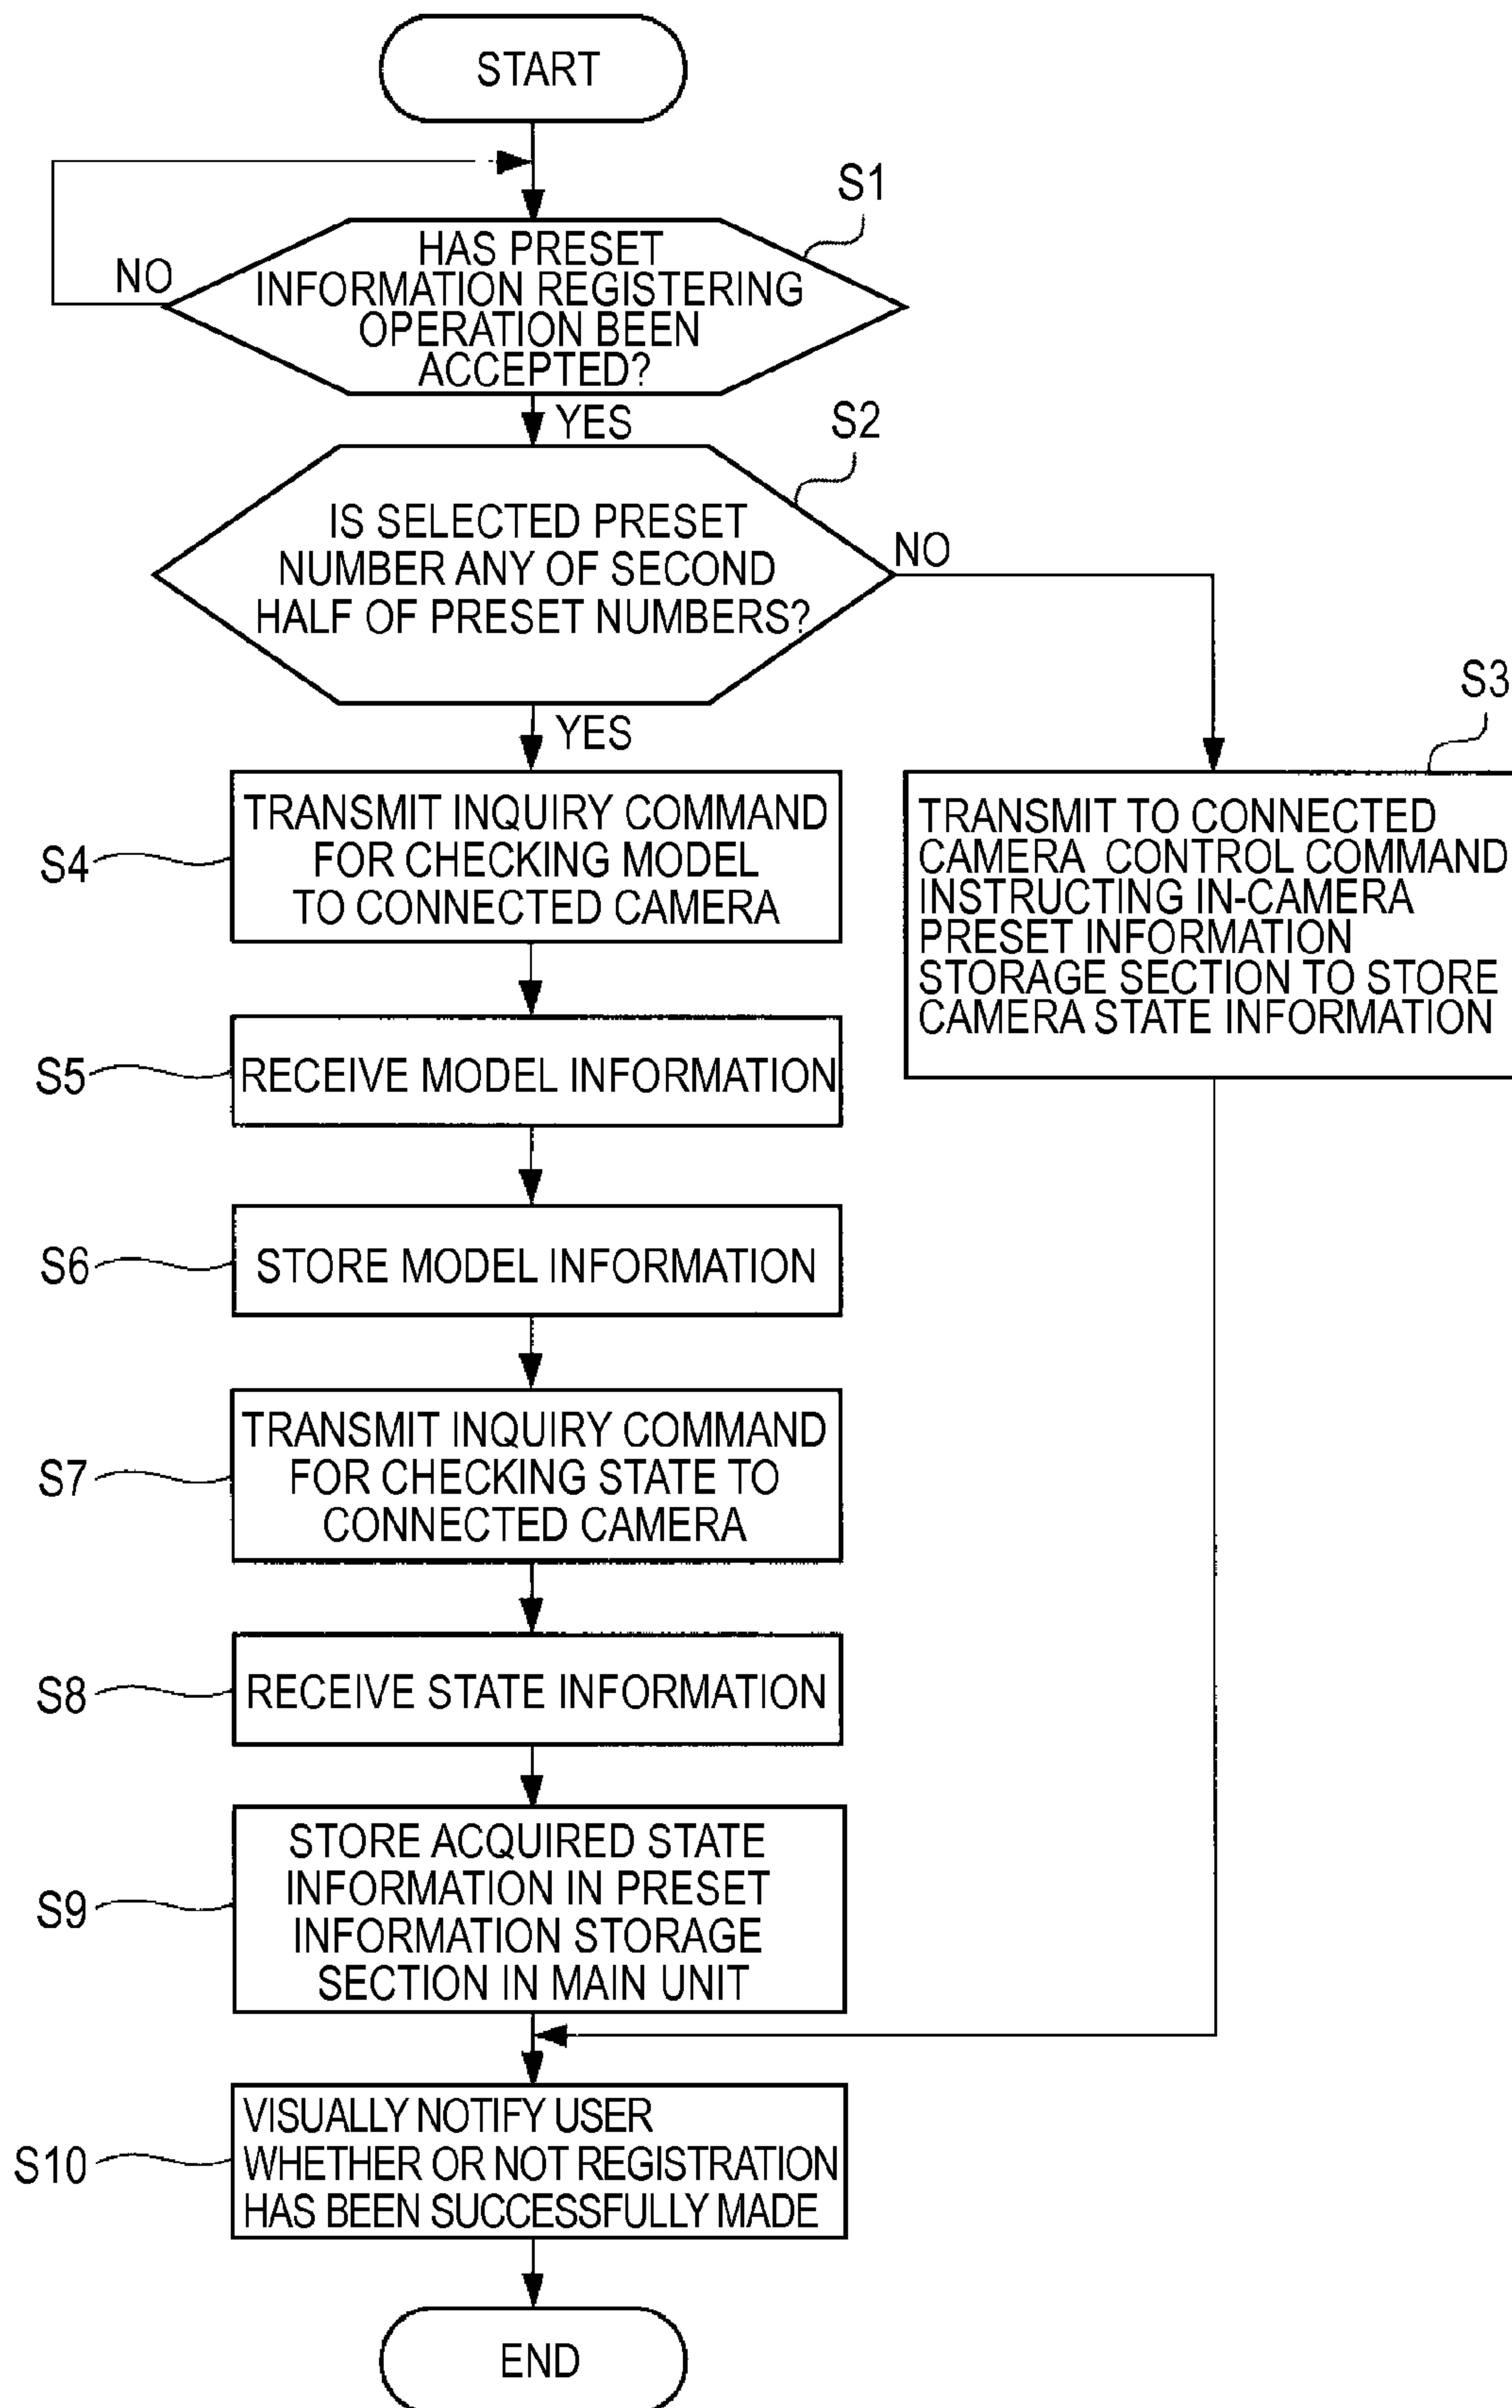 START
S1
NO
HAS PRESET
INFORMATION REGISTERING
OPERATION BEEN
ACCEPTED?
YES
S2
IS SELECTED PRESET
NUMBER ANY OF SECOND
HALF OF PRESET NUMBERS?
NO
YES
S3
TRANSMIT TO CONNECTED
CAMERA CONTROL COMMAND
INSTRUCTING IN-CAMERA
PRESET INFORMATION
STORAGE SECTION TO STORE
CAMERA STATE INFORMATION
S4
TRANSMIT INQUIRY COMMAND
FOR CHECKING MODEL
TO CONNECTED CAMERA
S5
RECEIVE MODEL INFORMATION
S6
STORE MODEL INFORMATION
S7
TRANSMIT INQUIRY COMMAND
FOR CHECKING STATE TO
CONNECTED CAMERA
S8
RECEIVE STATE INFORMATION
S9
STORE ACQUIRED STATE
INFORMATION IN PRESET
INFORMATION STORAGE
SECTION IN MAIN UNIT
S10
VISUALLY NOTIFY USER
WHETHER OR NOT REGISTRATION
HAS BEEN SUCCESSFULLY MADE
END